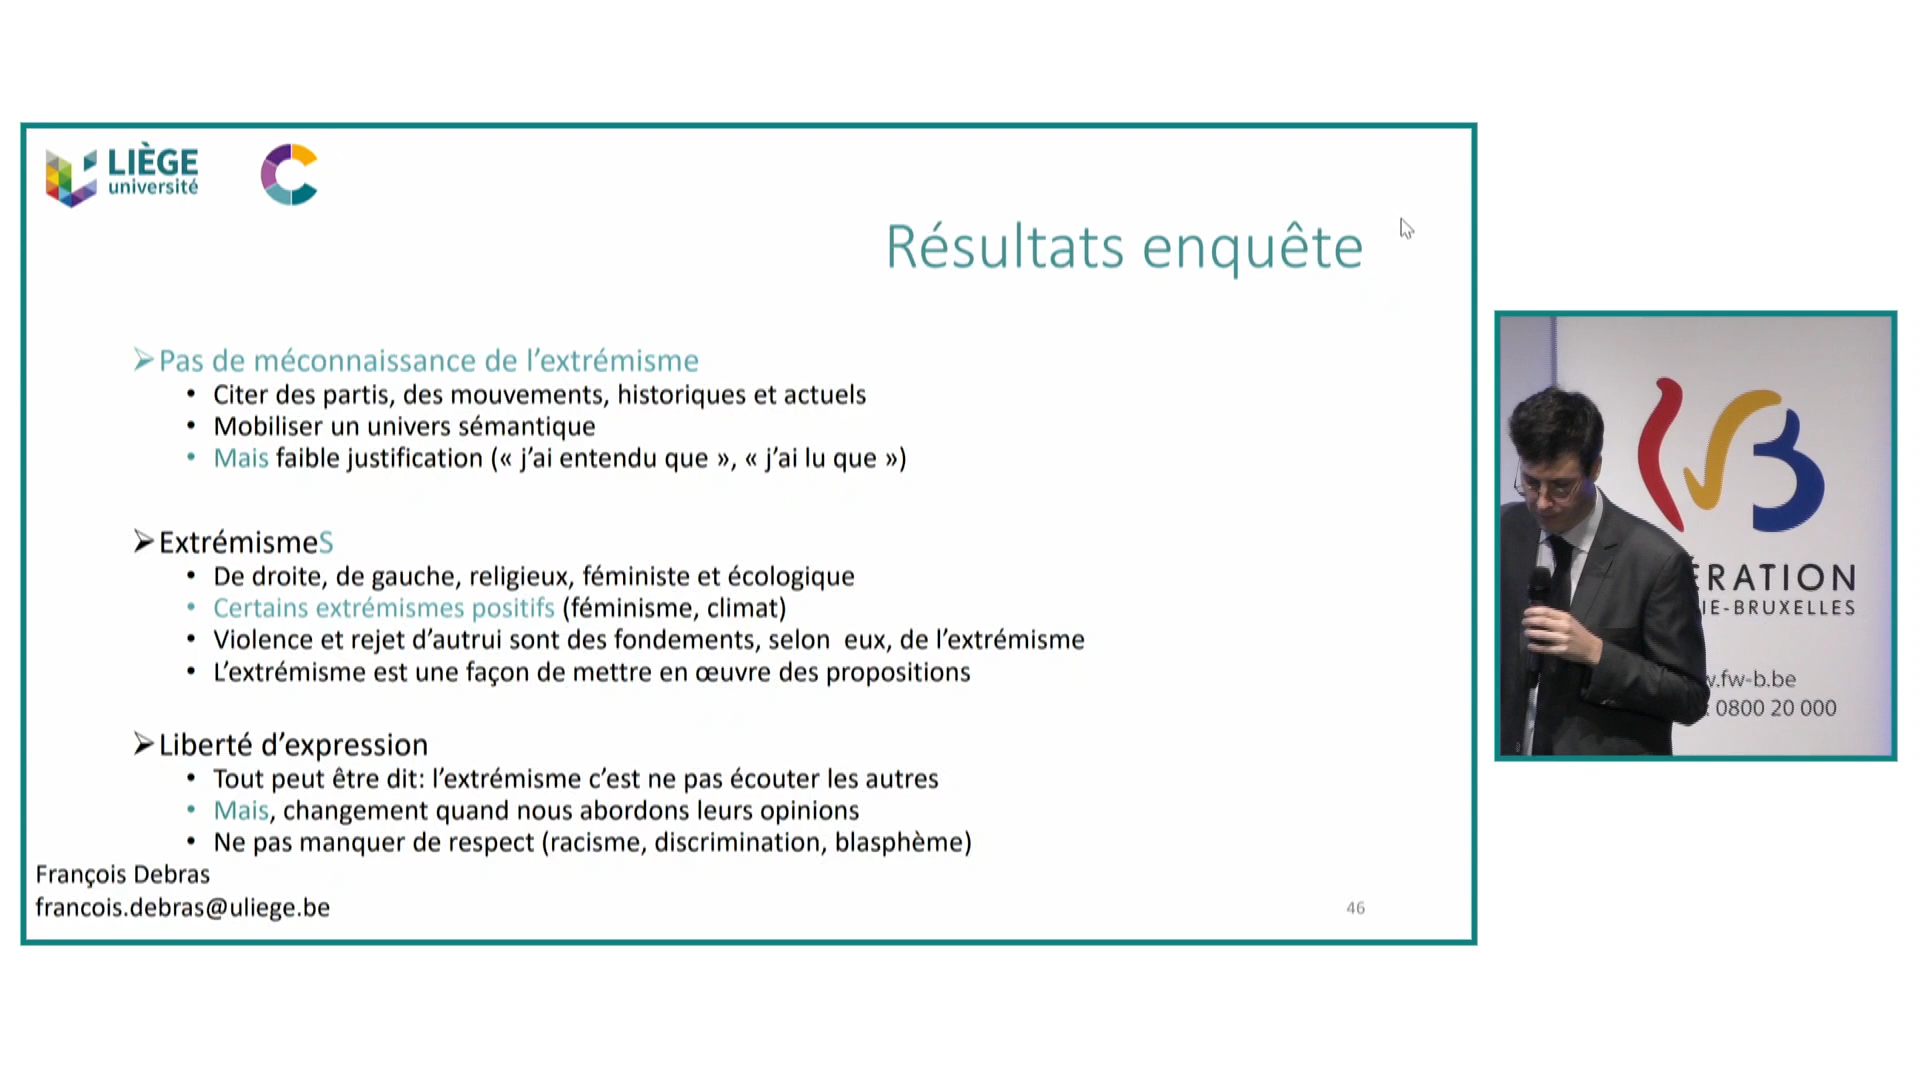 LIÈGE
université
Résultats enquête
➢Pas de méconnaissance de l’extrémisme
• Citer des partis, des mouvements, historiques et actuels
• Mobiliser un univers sémantique
• Mais faible justification (« j’ai entendu que », « j’ai lu que »)
➢ExtrémismeS
• De droite, de gauche, religieux, féministe et écologique
• Certains extrémismes positifs (féminisme, climat)
• Violence et rejet d’autrui sont des fondements, selon  eux, de l’extrémisme
• L’extrémisme est une façon de mettre en œuvre des propositions
➢Liberté d’expression
• Tout peut être dit: l’extrémisme c’est ne pas écouter les autres
• Mais, changement quand nous abordons leurs opinions
• Ne pas manquer de respect (racisme, discrimination, blasphème)
François Debras
francois.debras@uliege.be
46
ÉRATION
IE-BRUXELLES
w.fw-b.be
: 0800 20 000